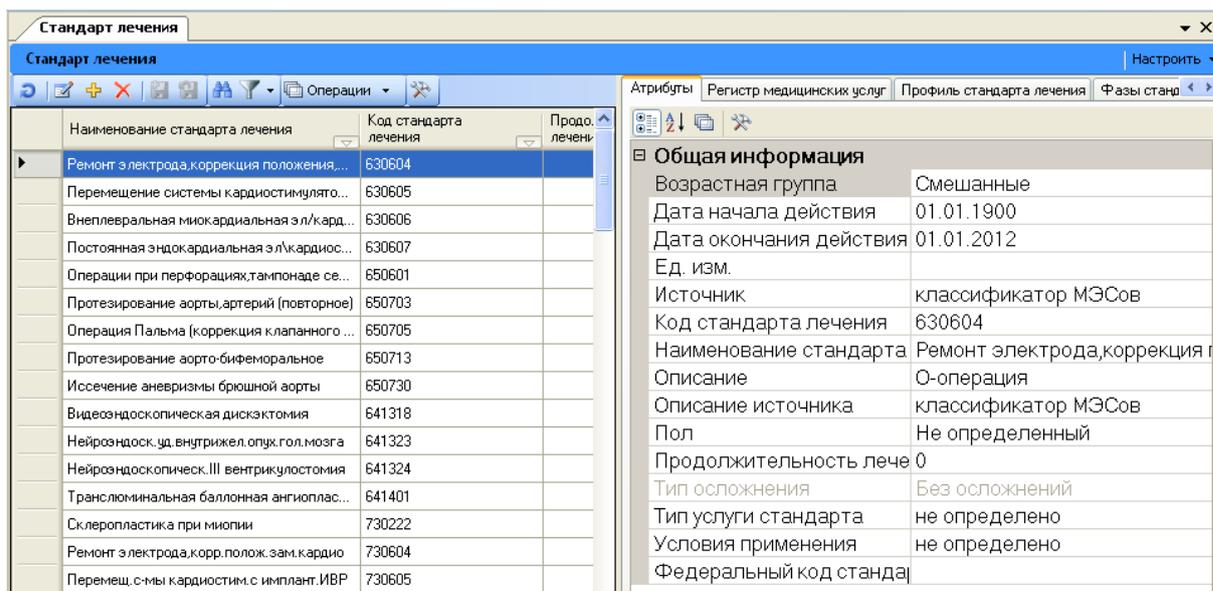 Стандарт лечения
Стандарт лечения
Настроить
Операции
Наименование стандарта лечения
Код стандарта
лечения
Продо.
лечени
Ремонт электрода,коррекция положения,... 630604
Перемещение системы кардиостимулято... 630605
Внеплевральная миокардиальная эл/кард... 630606
Постоянная эндокардиальная эл\кардиос... 630607
Операции при перфорациях,тампонаде се... 650601
Протезирование аорты,артерий (повторное) 650703
Операция Пальма (коррекция клапанного ... 650705
Протезирование аорто-бифеморальное 650713
Иссечение аневризмы брюшной аорты 650730
Видеоэндоскопическая дискэктомия 641318
Нейроэндоск.уд.внутрижел.опух.гол.мозга 641323
Нейроэндоскопическ.III вентрикулостомия 641324
Транслюминальная баллонная ангиоплас... 641401
Склеропластика при миопии 730222
Ремонт электрода,корр.полож.зам.кардио 730604
Перемещ.с-мы кардиостим.с имплант.ИВР 730605
Атрибуты Регистр медицинских услуг Профиль стандарта лечения Фазы станд
Общая информация
Возрастная группа Смешанные
Дата начала действия 01.01.1900
Дата окончания действия 01.01.2012
Ед. изм.
Источник классификатор МЭСов
Код стандарта лечения 630604
Наименование стандарта Ремонт электрода,коррекция п
Описание О-операция
Описание источника классификатор МЭСов
Пол Не определенный
Продолжительность лече 0
Тип осложнения Без осложнений
Тип услуги стандарта не определено
Условия применения не определено
Федеральный код станда